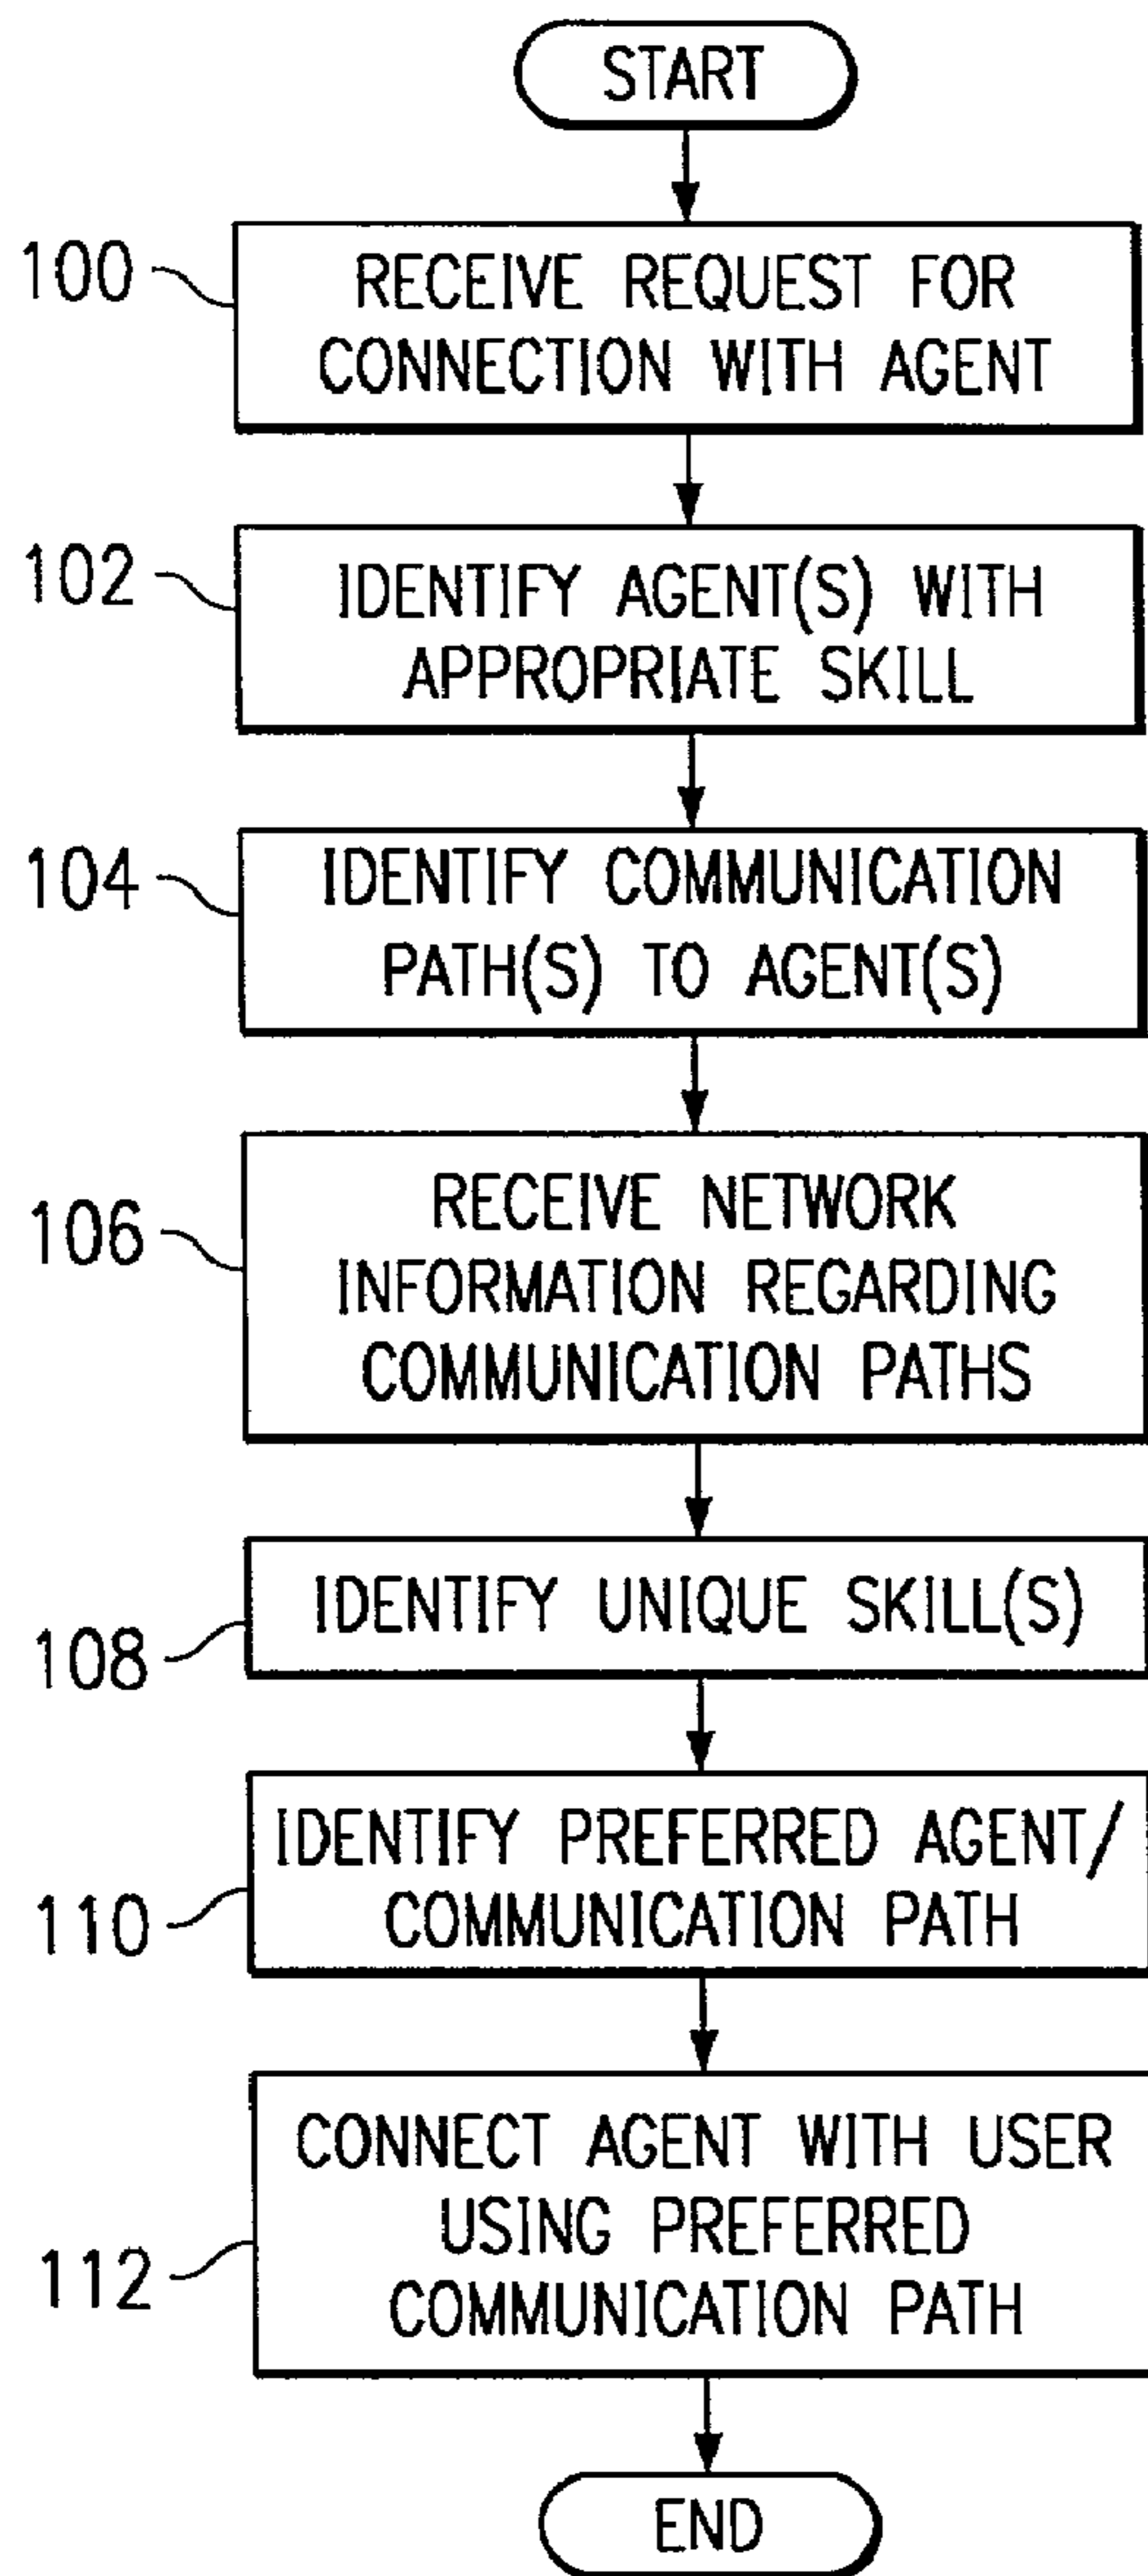 START
100
RECEIVE REQUEST FOR
CONNECTION WITH AGENT
102
IDENTIFY AGENT(S) WITH
APPROPRIATE SKILL
104
IDENTIFY COMMUNICATION
PATH(S) TO AGENT(S)
106
RECEIVE NETWORK
INFORMATION REGARDING
COMMUNICATION PATHS
108
IDENTIFY UNIQUE SKILL(S)
110
IDENTIFY PREFERRED AGENT/
COMMUNICATION PATH
112
CONNECT AGENT WITH USER
USING PREFERRED
COMMUNICATION PATH
END